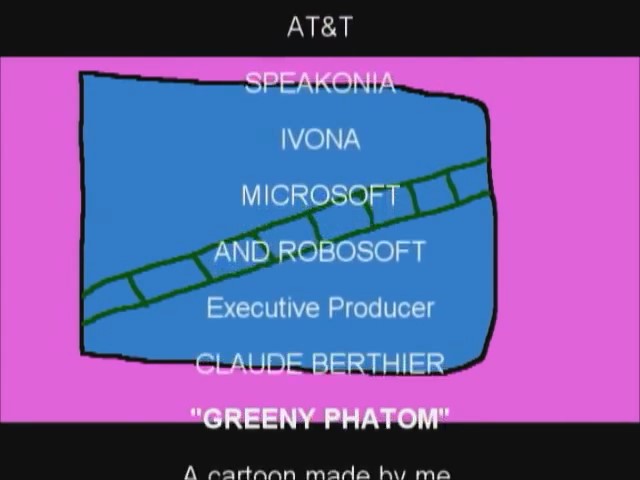 AT&T
SPEAKONIA
IVONA
MICROSOFT
AND ROBOSOFT
Executive Producer
CLAUDE BERTHIER
"GREENY PHATOM"
A cartoon made by me